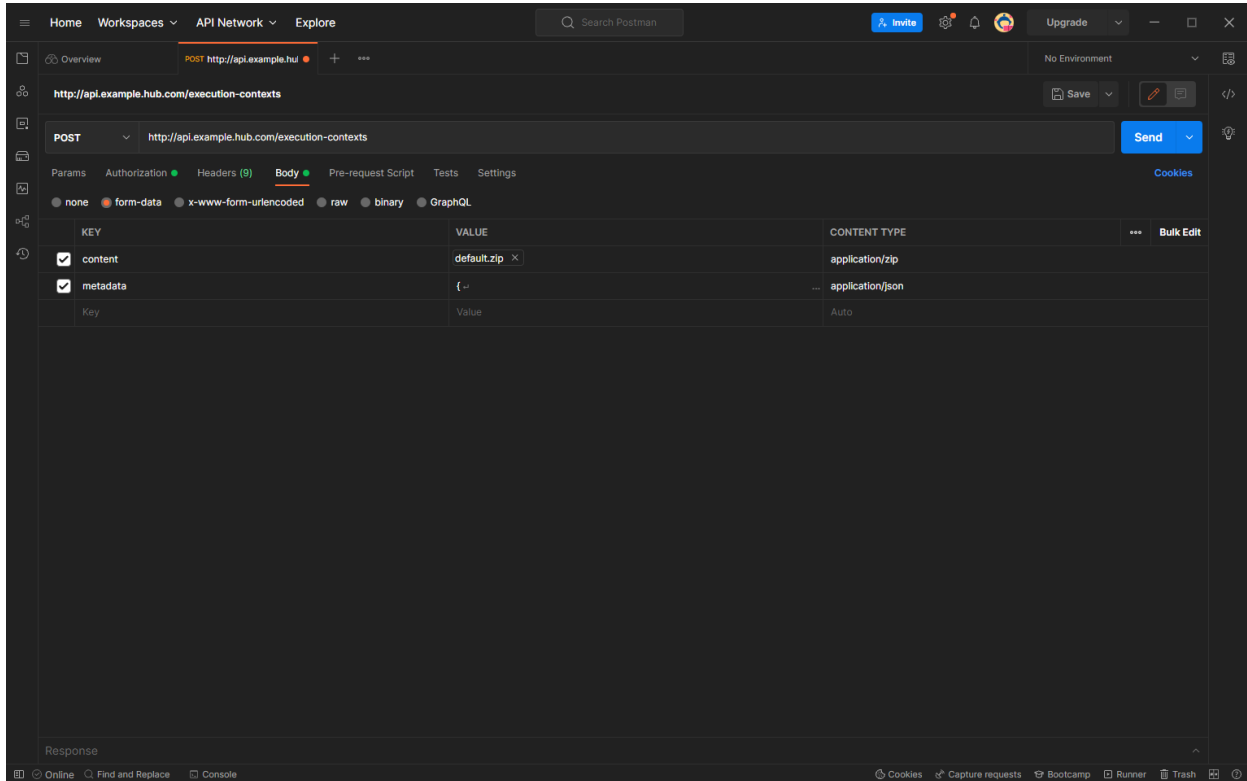 Home Workspaces API Network Explore Search Postman Invite Upgrade
Overview POST http://api.example.hul No Environment
http://api.example.hub.com/execution-contexts Save
POST http://api.example.hub.com/execution-contexts Send
Params Authorization Headers (9) Body Pre-request Script Tests Settings Cookies
none form-data x-www-form-urlencoded raw binary GraphQL
KEY VALUE CONTENT TYPE Bulk Edit
content default.zip application/zip
metadata { ↵ ... application/json
Key Value Auto
Response
Online Find and Replace Console Cookies Capture requests Bootcamp Runner Trash